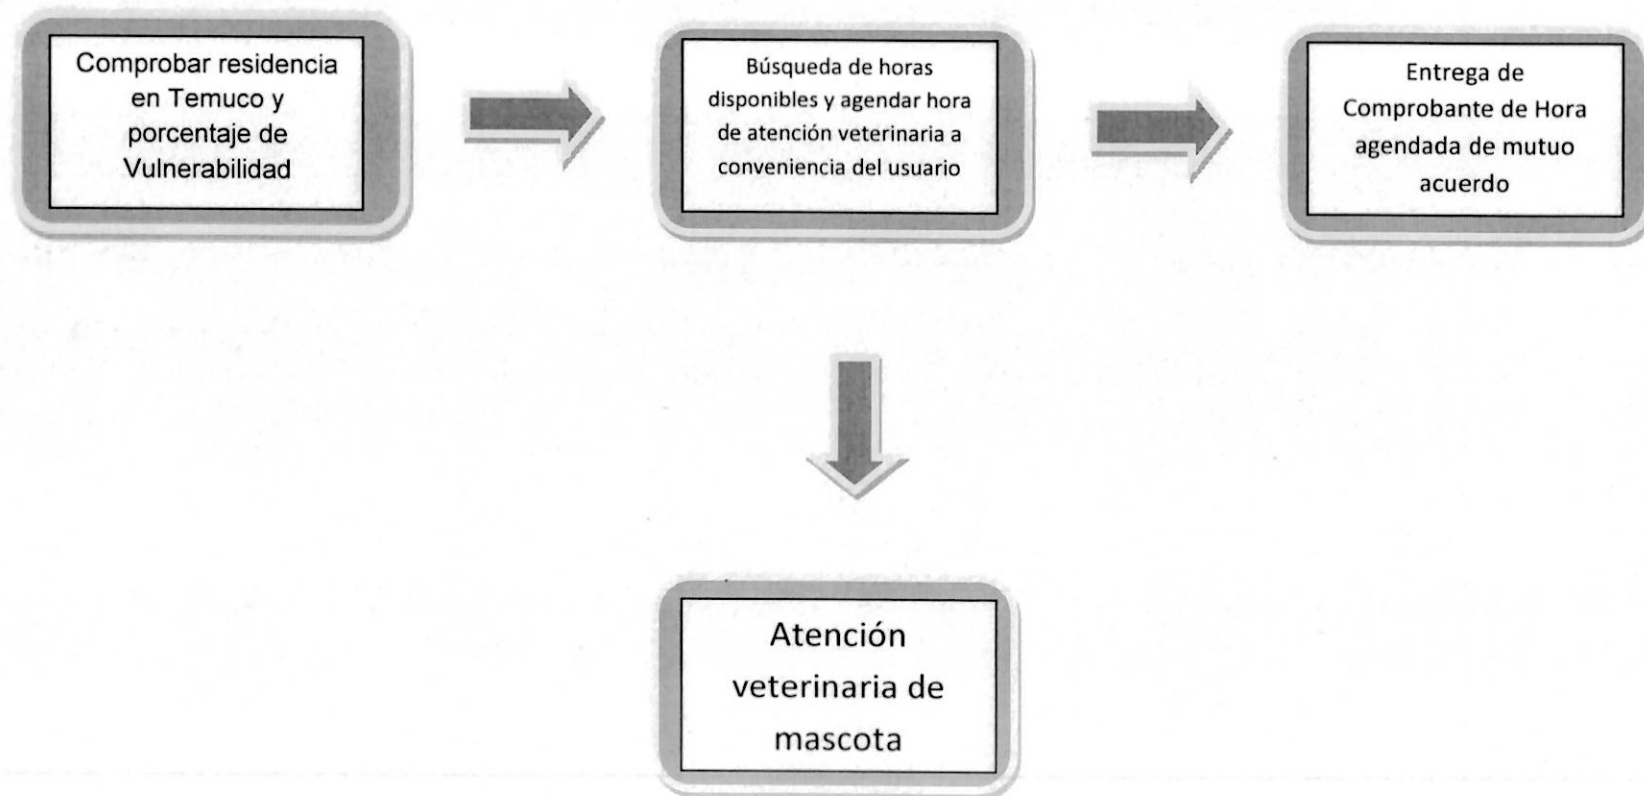 Comprobar residencia
en Temuco y
porcentaje de
Vulnerabilidad
Búsqueda de horas
disponibles y agendar hora
de atención veterinaria a
conveniencia del usuario
Entrega de
Comprobante de Hora
agendada de mutuo
acuerdo
Atención
veterinaria de
mascota